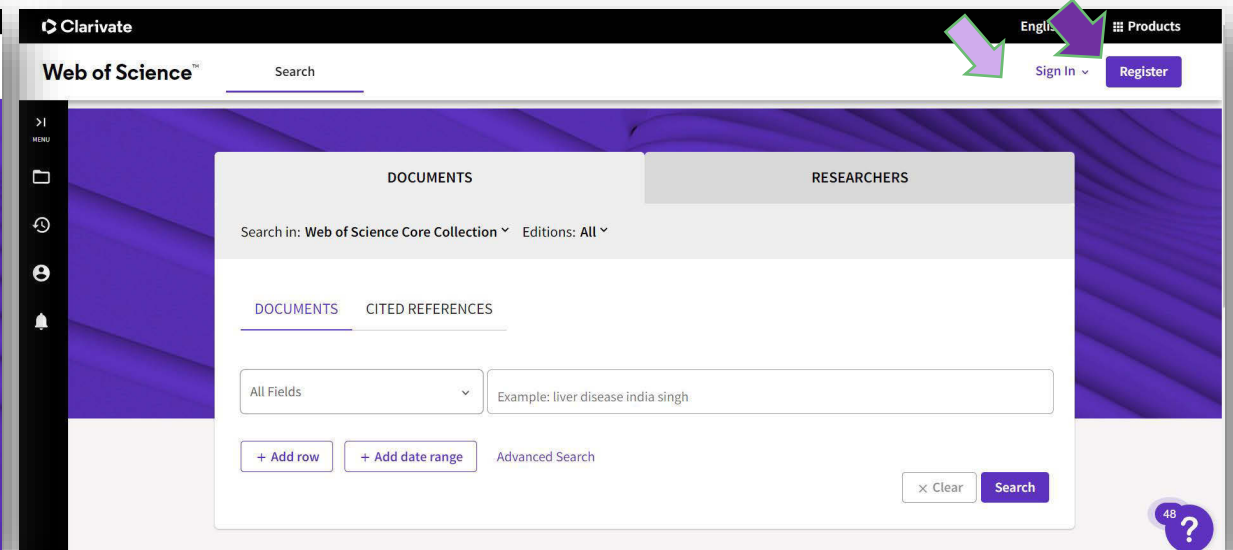 Clarivate
Products
Web of Science™
Search
Sign In
Register
MENU
DOCUMENTS
RESEARCHERS
Search in: Web of Science Core Collection Editions: All
DOCUMENTS CITED REFERENCES
All Fields
Example: liver disease india singh
+ Add row
+ Add date range
Advanced Search
× Clear
Search
48
?